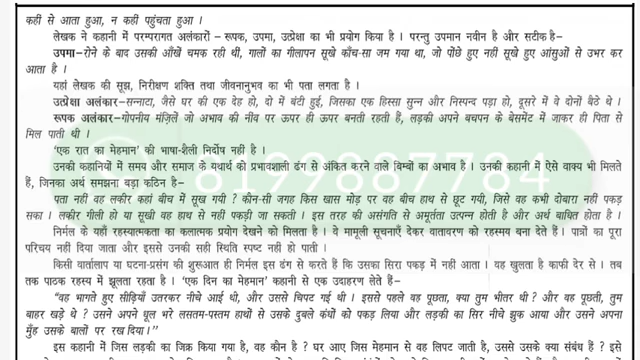 कहीं से आता हुआ, न कहीं पहुंचता हुआ ।
लेखक ने कहानी में परम्परागत अलंकारों – रूपक, उपमा, उत्प्रेक्षा का भी प्रयोग किया है । परन्तु उपमान नवीन है और सटीक है–
उपमा–रोने के बाद उसकी आँखें चमक रही थी, गालों का गीलापन सूखे काँच-सा जम गया था, जो पोंछे हुए नहीं सूखे हुए आंसुओं से उभर कर
आता है ।
यहां लेखक की सूझ, निरीक्षण शक्ति तथा जीवनानुभव का भी पता लगता है ।
उत्प्रेक्षा अलंकार–सन्नाटा, जैसे घर की एक देह हो, दो में बंटी हुई, जिसका एक हिस्सा सुन्न और निस्पन्द पड़ा हो, दूसरे में वे दोनों बैठे थे ।
रूपक अलंकार–गोपनीय मंज़िलें जो अभाव की नींव पर ऊपर ही ऊपर बनती रहती हैं, लड़की अपने बचपन के बेसमेंट में जाकर ही पिता से
मिल पाती थी ।
'एक रात का मेहमान' की भाषा-शैली निर्दोष नहीं है ।
उनकी कहानियों में समय और समाज के यथार्थ को प्रभावशाली ढंग से अंकित करने वाले बिम्बों का अभाव है । उनकी कहानी में ऐसे वाक्य भी मिलते
हैं, जिनका अर्थ समझना बड़ा कठिन है–
पता नहीं वह लकीर कहां बीच में सूख गयी ? कौन-सी जगह किस खास मोड़ पर वह बीच हाथ से छूट गयी, जिसे वह कभी दोबारा नहीं पकड़
सका । लकीर गीली हो या सूखी वह हाथ से नहीं पकड़ी जा सकती । इस तरह की असंगति से अमूर्तता उत्पन्न होती है और अर्थ बाधित होता है ।
निर्मल के यहाँ रहस्यात्मकता का कलात्मक प्रयोग देखने को मिलता है । वे मामूली सूचनाएँ देकर वातावरण को रहस्मय बना देते हैं । पात्रों का पूरा
परिचय नहीं दिया जाता और इससे उनकी सही स्थिति स्पष्ट नहीं हो पाती ।
किसी वार्तालाप या घटना-प्रसंग की शुरूआत ही निर्मल इस ढंग से करते हैं कि उसका सिरा पकड़ में नहीं आता । यह खुलता है काफी देर से । तब
तक पाठक रहस्य में झूलता रहता है । 'एक दिन का मेहमान' कहानी से एक उदाहरण लेते हैं–
"वह भागते हुए सीढ़ियाँ उतरकर नीचे आई थी, और उससे चिपट गई थी । इससे पहले वह पूछता, क्या तुम भीतर थी ? और वह पूछती, तुम
बाहर खड़े थे ? उसने अपने धूल भरे लसतम-पस्तम हाथों से उसके दुबले कंधों को पकड़ लिया और लड़की का सिर नीचे झुक आया और उसने अपना
मुँह उसके बालों पर रख दिया ।"
इस कहानी में जिस लड़की का जिक्र किया गया है, वह कौन है ? घर आए जिस मेहमान से वह लिपट जाती है, उससे उसका क्या संबंध हैं ?
8199887784